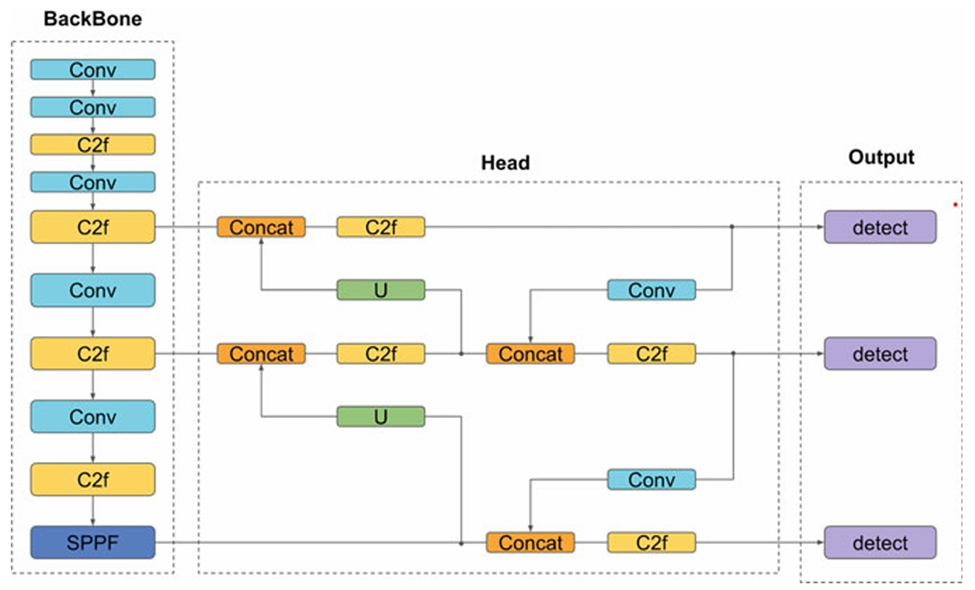 BackBone
Conv
Conv
C2f
Conv
C2f
Conv
C2f
Conv
C2f
SPPF
Head
Concat
C2f
U
Conv
Concat
C2f
Concat
C2f
U
Conv
Concat
C2f
Output
detect
detect
detect